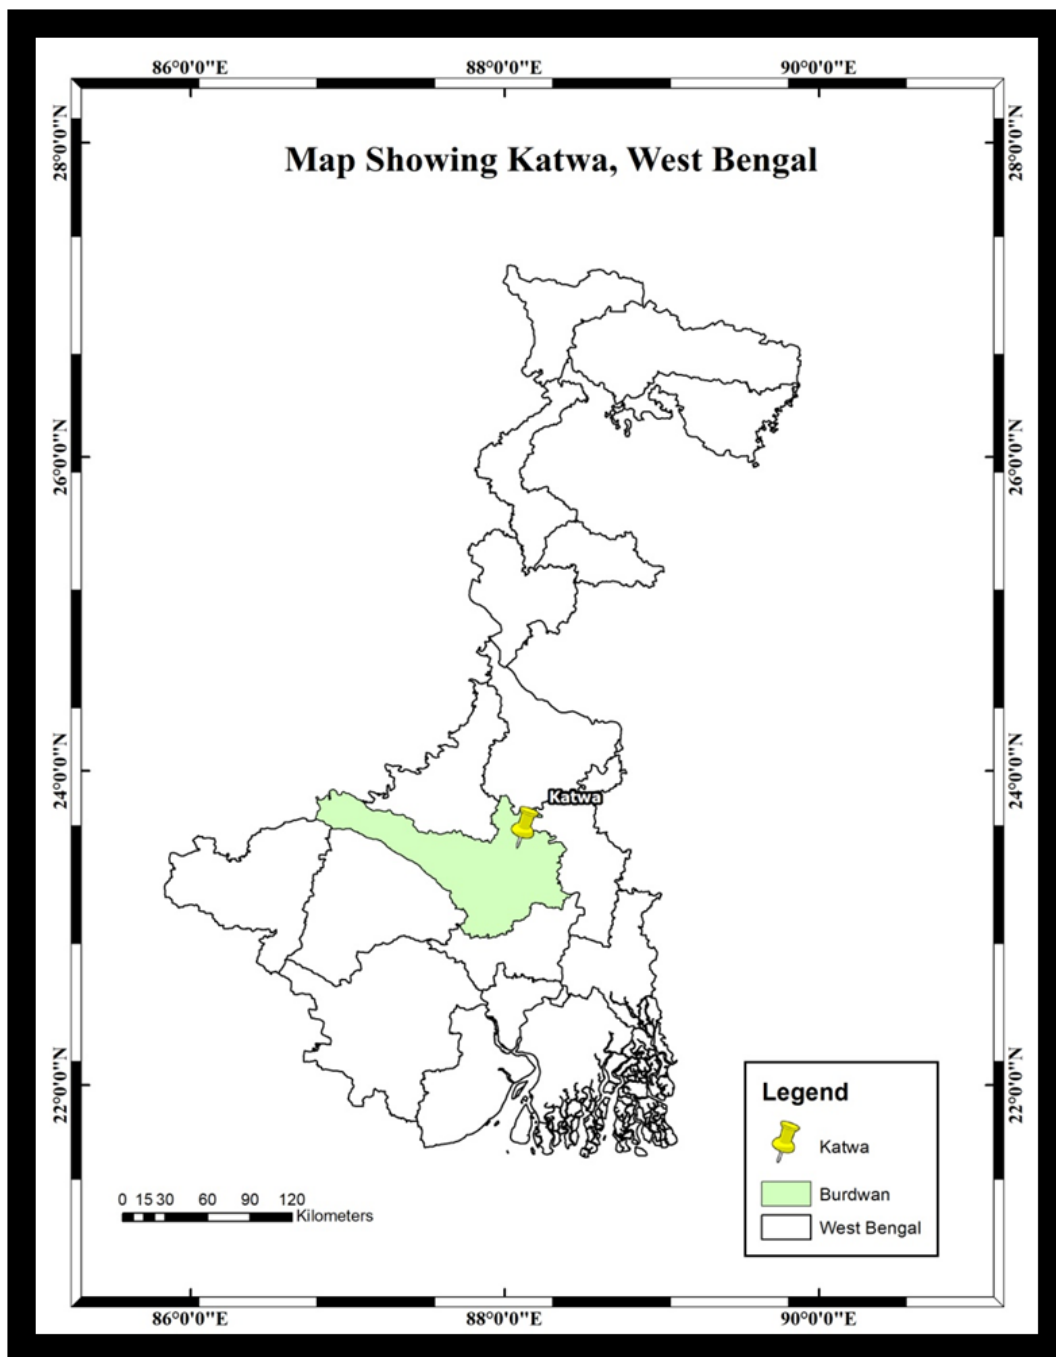 86°0'0"E 88°0'0"E 90°0'0"E
28°0'0"N 28°0'0"N
Map Showing Katwa, West Bengal
26°0'0"N 26°0'0"N
24°0'0"N 24°0'0"N
Katwa
22°0'0"N 22°0'0"N
Legend
Katwa
Burdwan
West Bengal
0 15 30 60 90 120
Kilometers
86°0'0"E 88°0'0"E 90°0'0"E